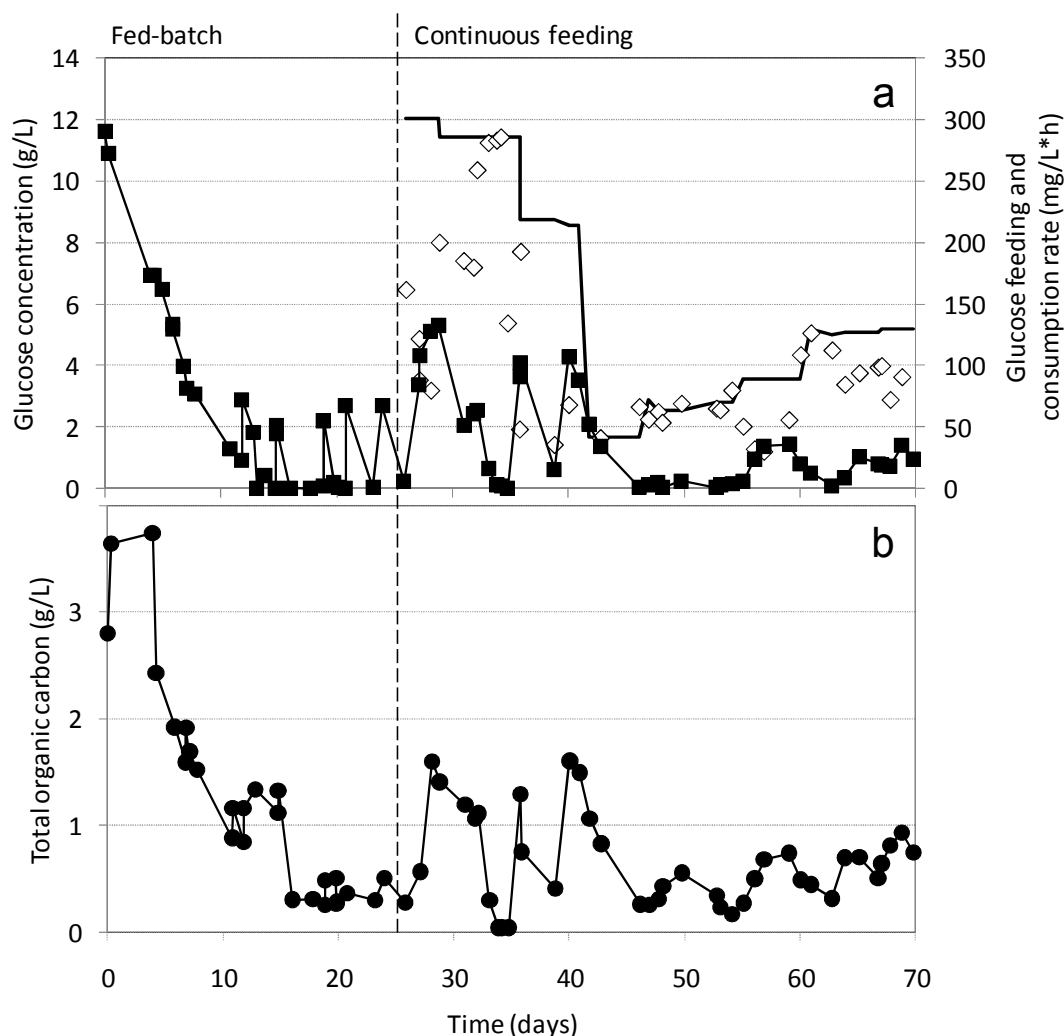 Fed-batch Continuous feeding
a
Glucose concentration (g/L)
14
12
10
8
6
4
2
0
350
300
250
200
150
100
50
0
Glucose feeding and
consumption rate (mg/L*h)
b
Total organic carbon (g/L)
3
2
1
0
0 10 20 30 40 50 60 70
Time (days)